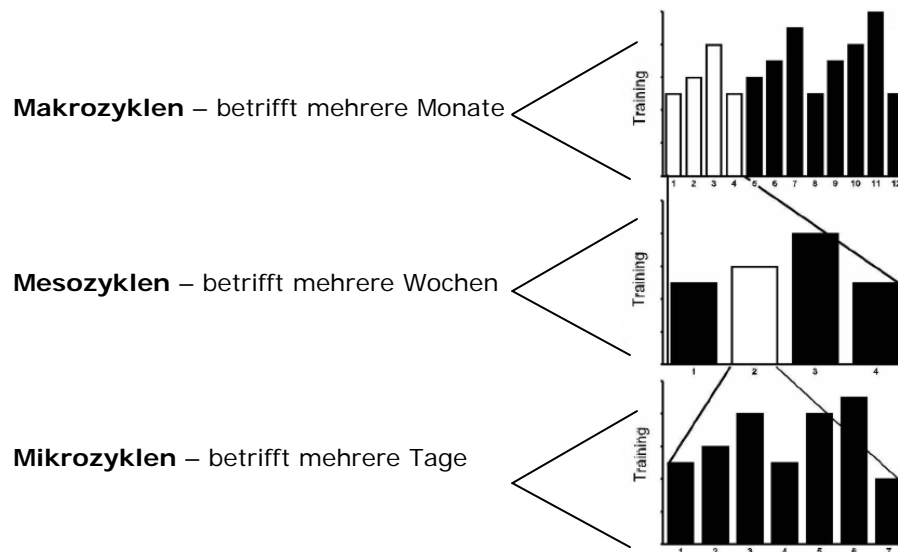 Training
1 2 3 4 5 6 7 8 9 10 11 12
Makrozyklen – betrifft mehrere Monate
Training
1 2 3 4
Mesozyklen – betrifft mehrere Wochen
Training
1 2 3 4 5 6 7
Mikrozyklen – betrifft mehrere Tage